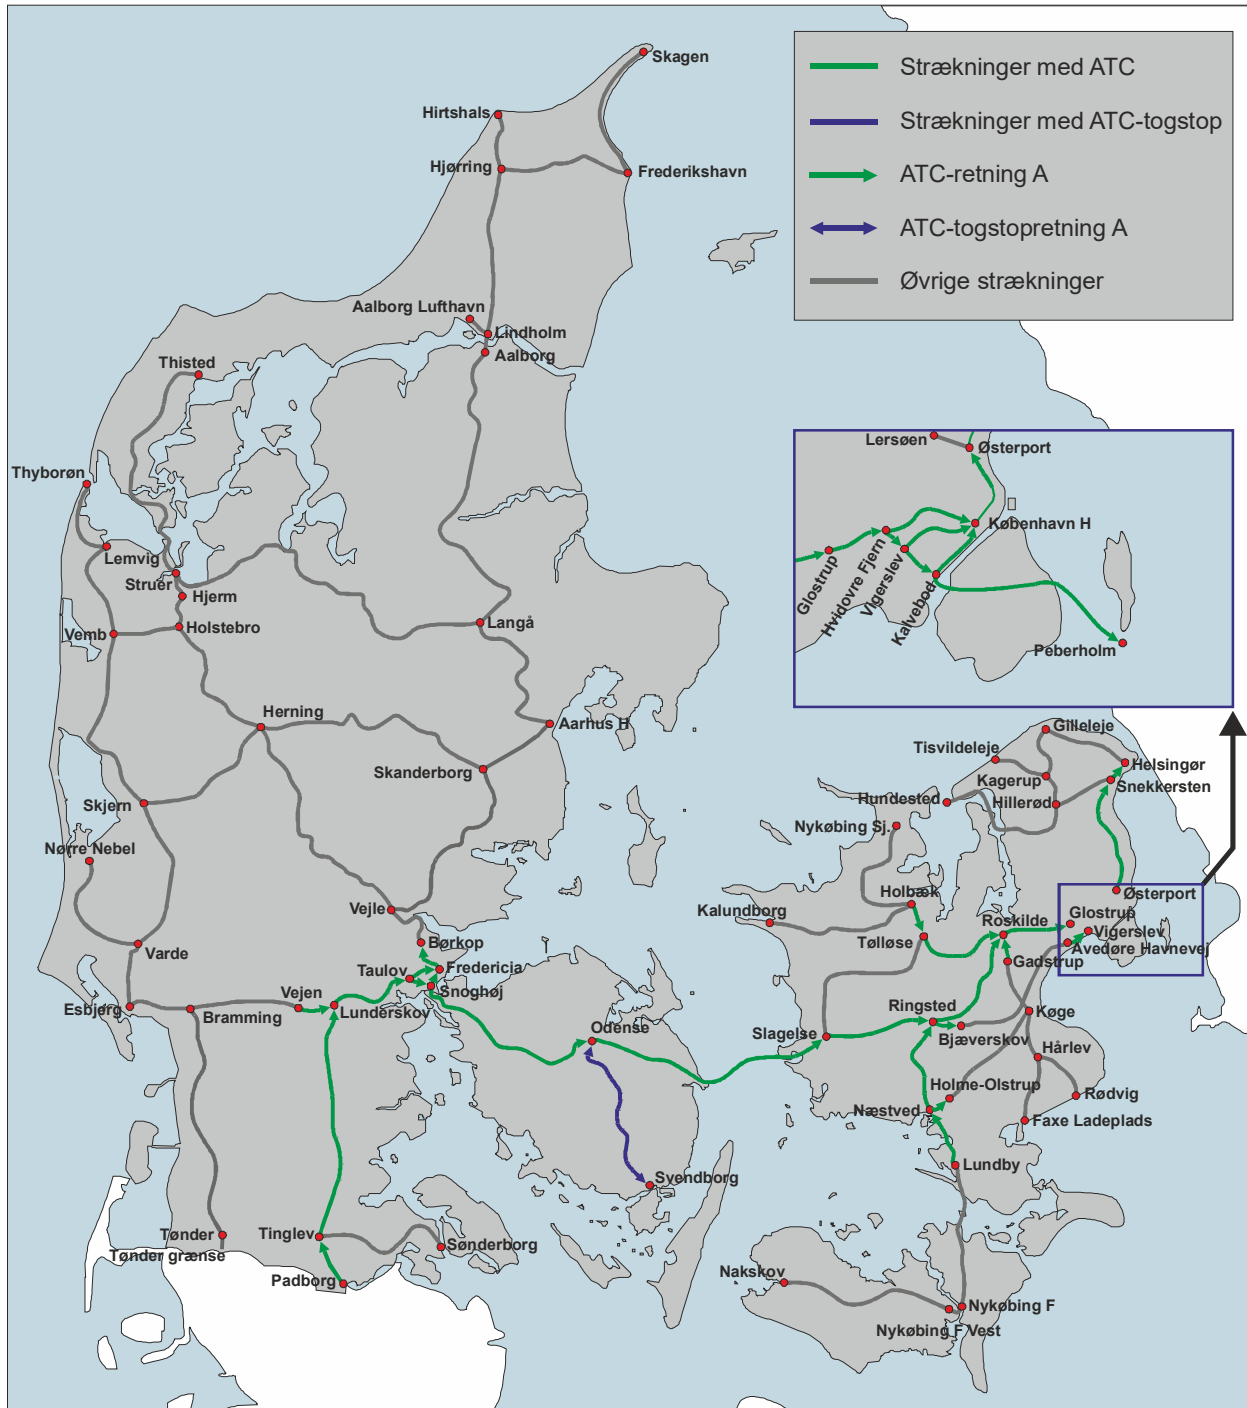 Skagen
Hirtshals
Hjørring
Frederikshavn
Strækninger med ATC
Strækninger med ATC-togstop
ATC-retning A
ATC-togstopretning A
Øvrige strækninger
Aalborg Lufthavn
Lindholm
Aalborg
Thisted
Thyborøn
Lemvig
Struer
Hjerm
Vemb
Holstebro
Langå
Herning
Aarhus H
Skanderborg
Skjern
Nørre Nebel
Vejle
Varde
Børkop
Taulov
Fredericia
Snoghøj
Esbjerg
Bramming
Vejen
Lunderskov
Odense
Svendborg
Tønder
Tønder grænse
Tinglev
Sønderborg
Padborg
Lersøen
Østerport
København H
Glostrup
Hvidovre Fjern
Vigerslev
Kalvebod
Peberholm
Gilleleje
Tisvildeleje
Helsingør
Kagerup
Snekkersten
Hundested
Hillerød
Nykøbing Sj.
Holbæk
Østerport
Kalundborg
Tølløse
Roskilde
Glostrup
Vigerslev
Avedøre Havnevej
Gadstrup
Slagelse
Ringsted
Køge
Bjæverskov
Hårlev
Holme-Olstrup
Rødvig
Næstved
Faxe Ladeplads
Lundby
Nakskov
Nykøbing F
Nykøbing F Vest